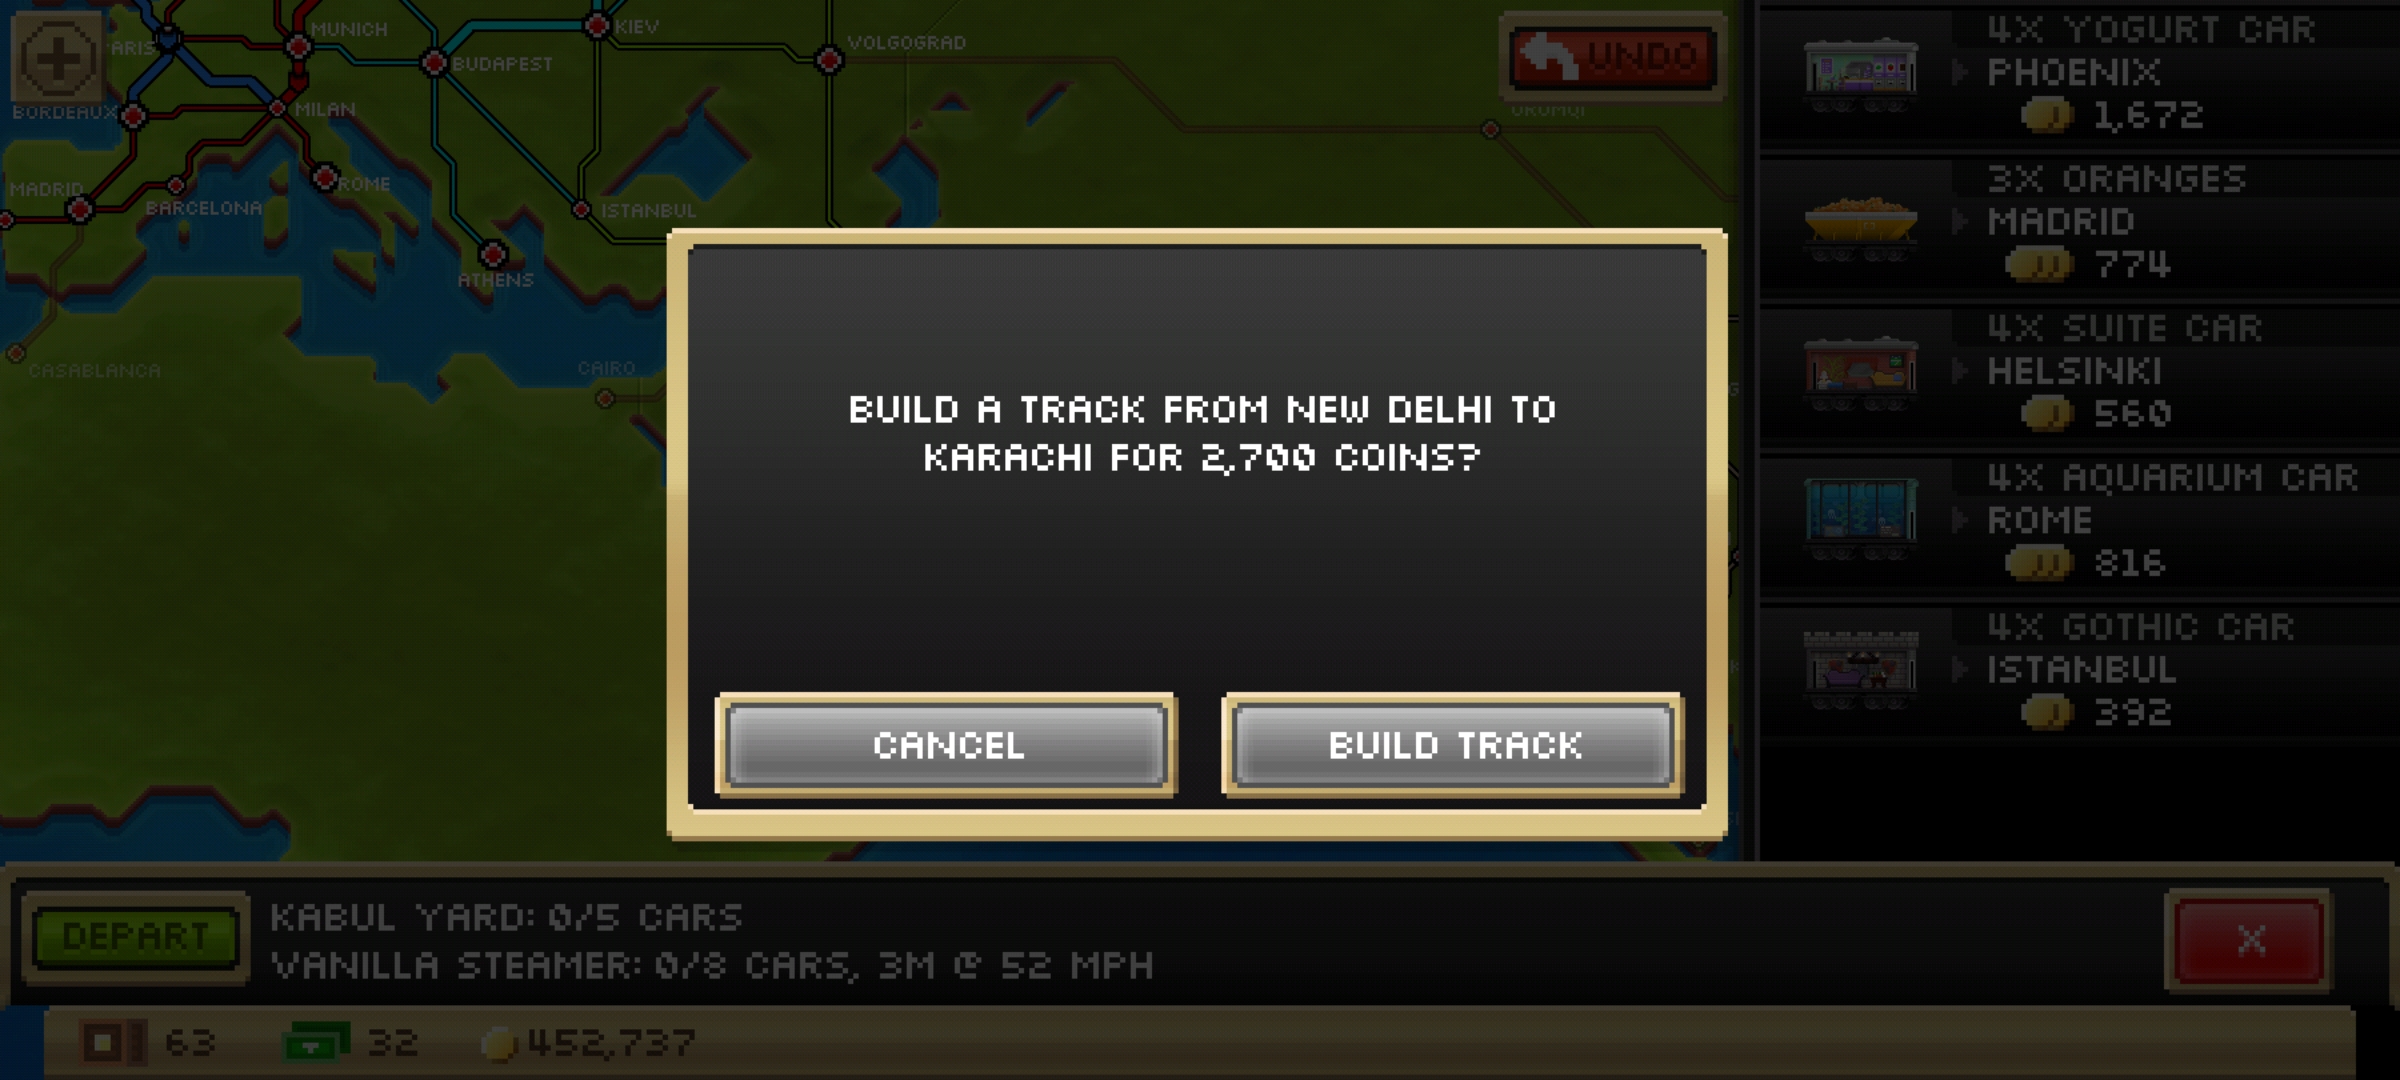 MUNICH
KIEV
ARIS
BUDAPEST
VOLGOGRAD
UNDO
BORDEAUX
MILAN
URUMQI
MADRID
ROME
BARCELONA
ISTANBUL
ATHENS
CASABLANCA
CAIRO
BUILD A TRACK FROM NEW DELHI TO
KARACHI FOR 2,700 COINS?
CANCEL
BUILD TRACK
4X YOGURT CAR
PHOENIX
1,672
3X ORANGES
MADRID
774
4X SUITE CAR
HELSINKI
560
4X AQUARIUM CAR
ROME
816
4X GOTHIC CAR
ISTANBUL
392
DEPART
KABUL YARD: 0/5 CARS
VANILLA STEAMER: 0/8 CARS, 3M @ 52 MPH
X
63
32
452,737